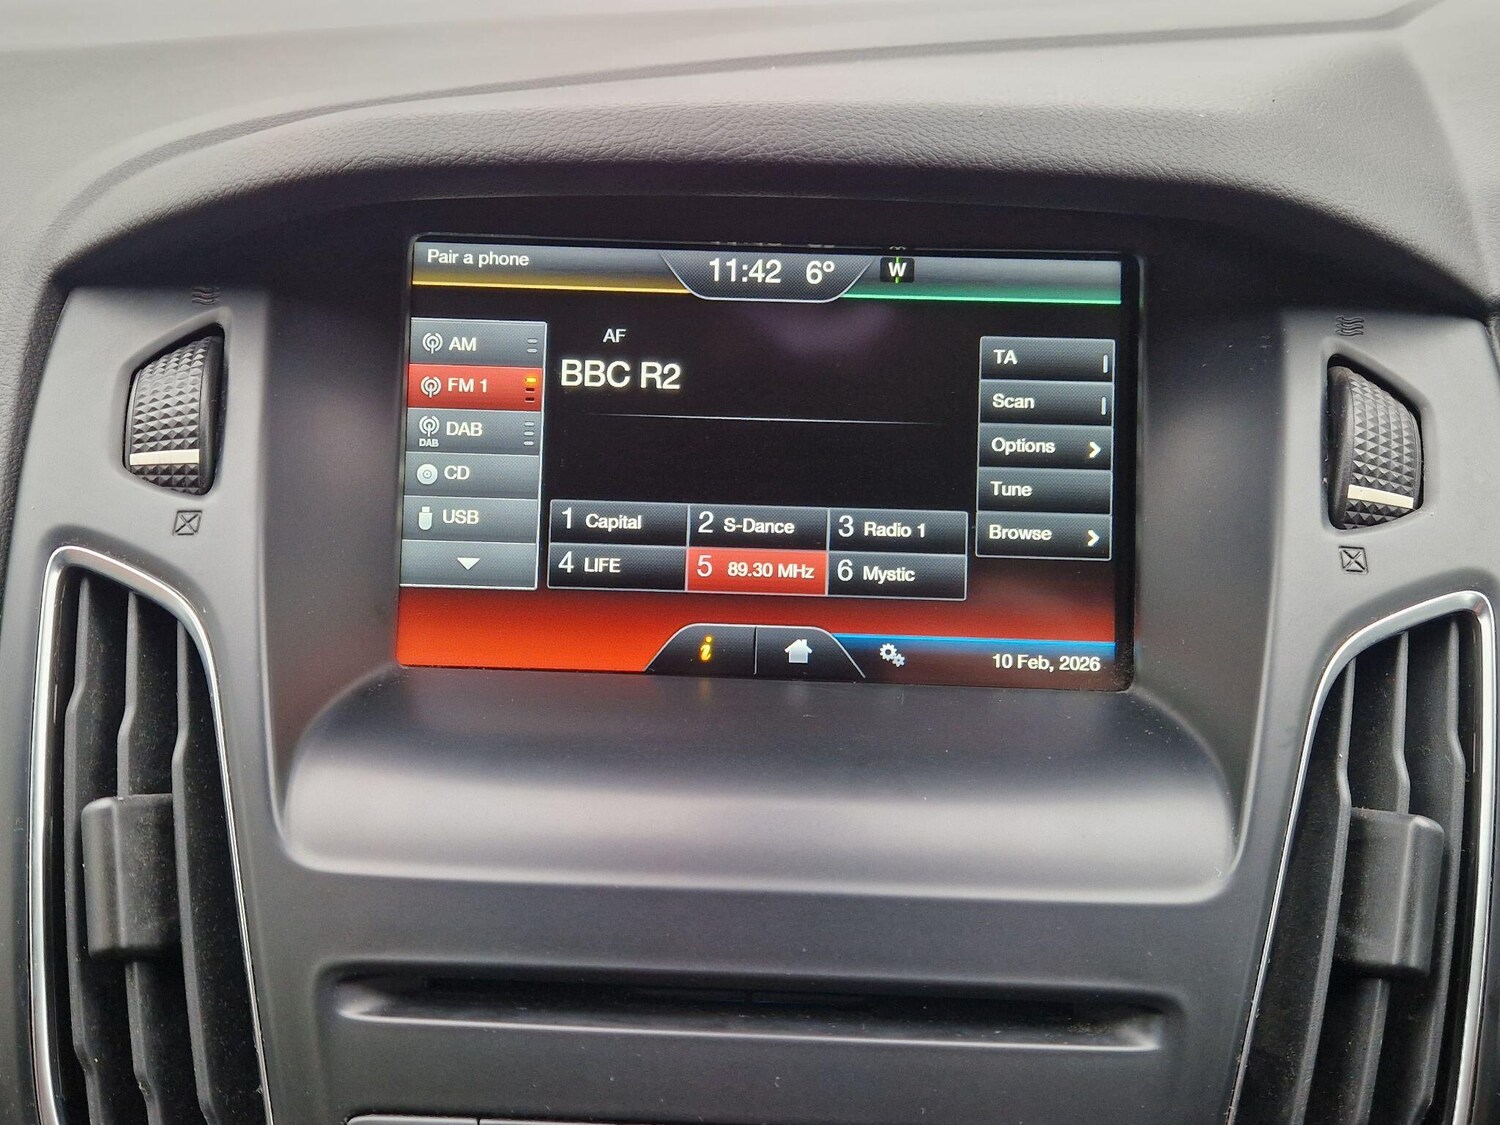 Pair a phone
11:42 6°
W
AM
FM 1
DAB
DAB
CD
USB
AF
BBC R2
TA
Scan
Options
Tune
Browse
1 Capital
2 S-Dance
3 Radio 1
4 LIFE
5 89.30 MHz
6 Mystic
i
10 Feb, 2026